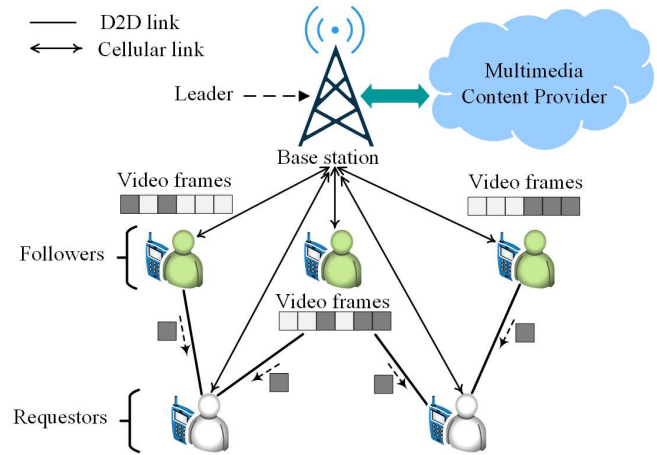 D2D link
Cellular link
Leader
Multimedia
Content Provider
Base station
Video frames
Video frames
Followers
Video frames
Requestors